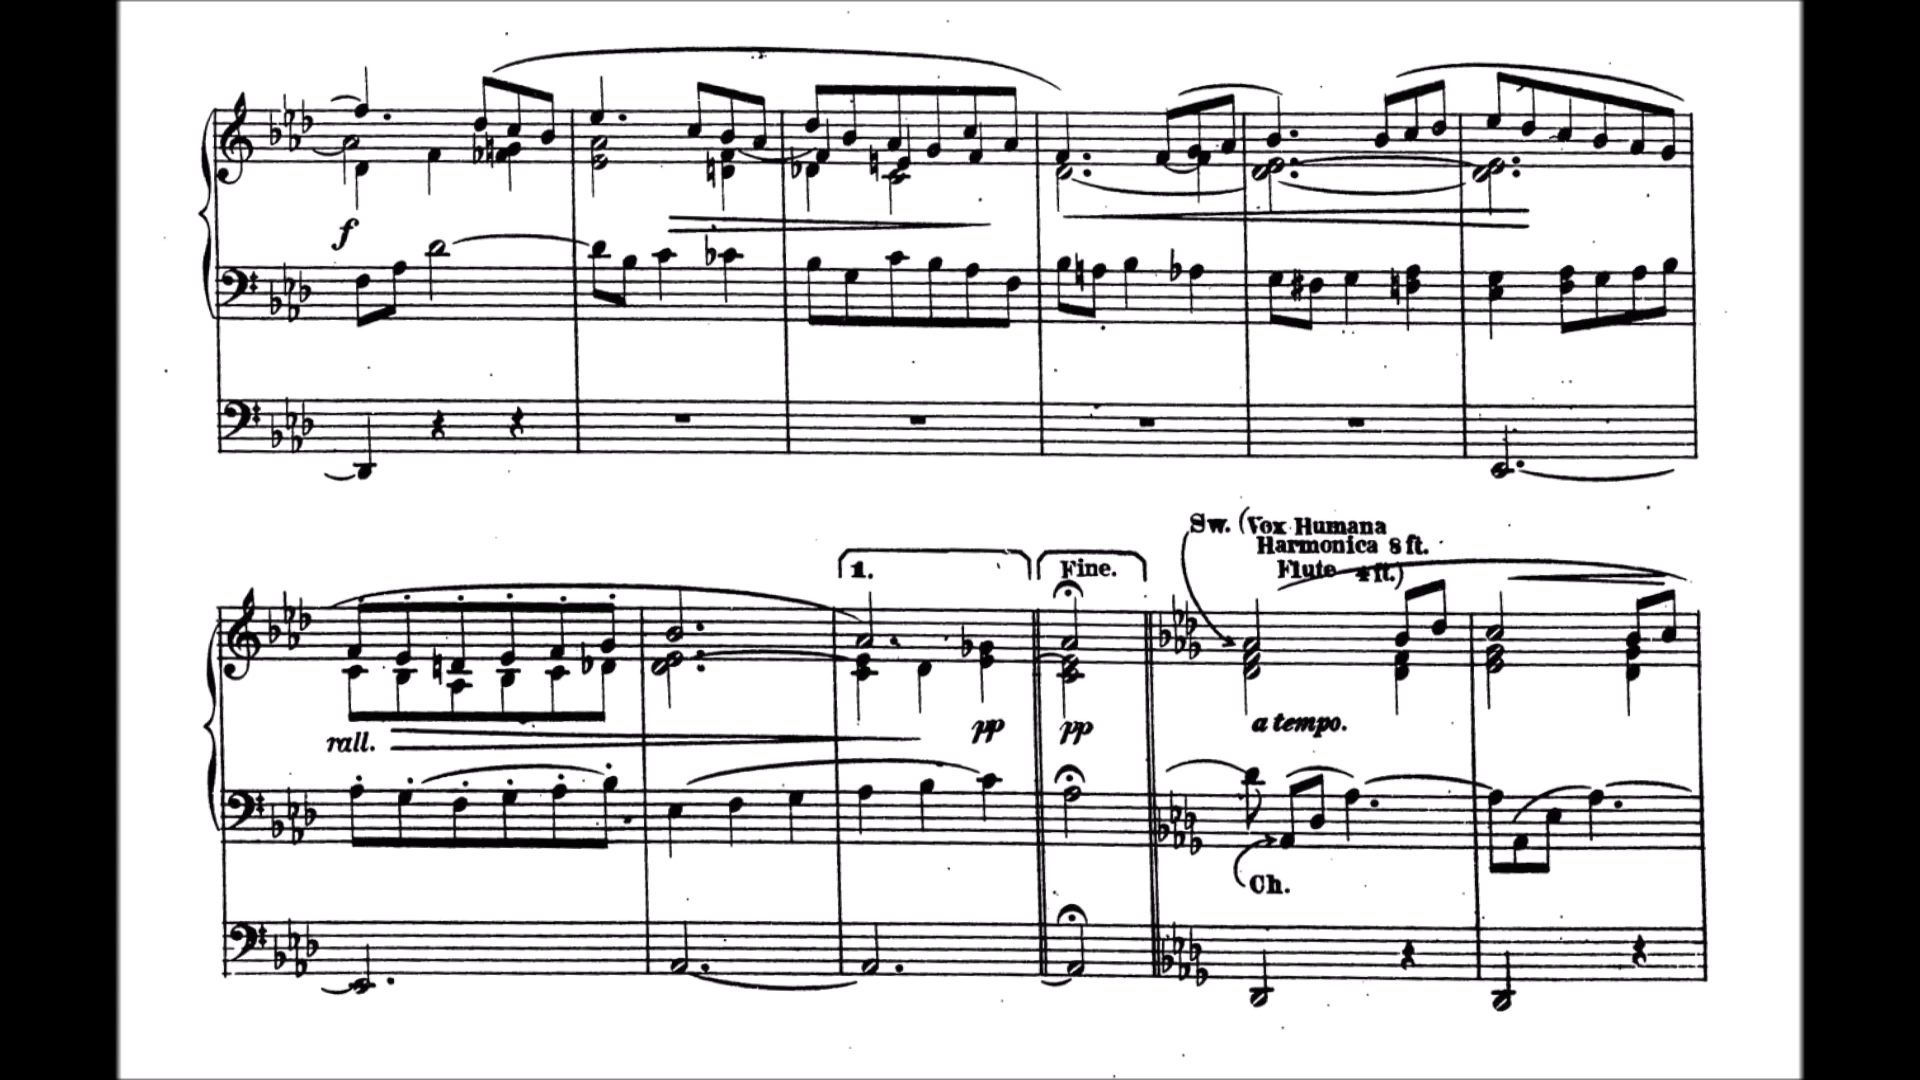 f
Sw. (Vox Humana
Harmonica 8 ft.
Flute 4 ft.)
1.
Fine.
rall.
pp
pp
a tempo.
Ch.